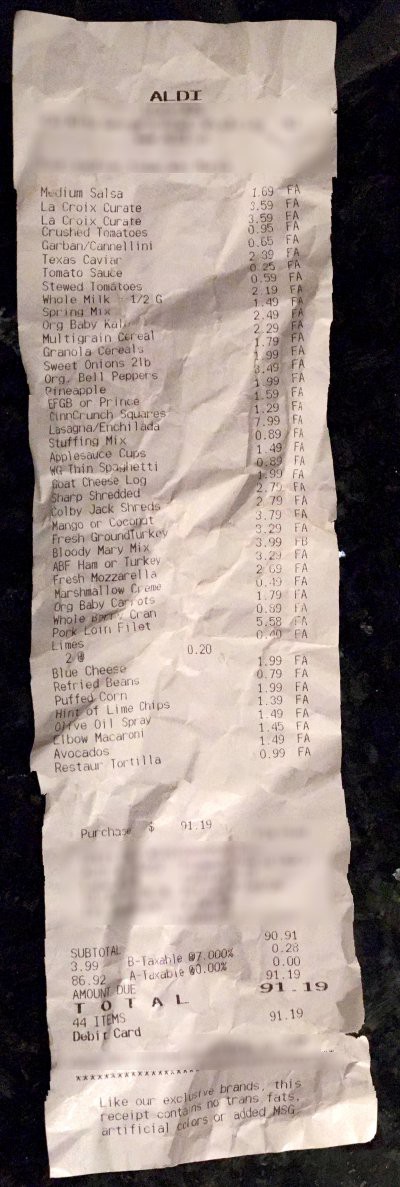 ALDI
Medium Salsa 1.69 FA
La Croix Curate 3.59 FA
La Croix Curate 3.59 FA
Crushed Tomatoes 0.95 FA
Garban/Cannellini 0.65 FA
Texas Caviar 2.39 FA
Tomato Sauce 0.25 FA
Stewed Tomatoes 0.59 FA
Whole Milk 1/2 G 2.19 FA
Spring Mix 1.49 FA
Org Baby Kale 2.49 FA
Multigrain Cereal 2.29 FA
Granola Cereals 1.79 FA
Sweet Onions 2lb 1.99 FA
Org. Bell Peppers 3.49 FA
Pineapple 1.99 FA
EFGB or Prince 1.59 FA
CinnCrunch Squares 1.29 FA
Lasagna/Enchilada 7.99 FA
Stuffing Mix 0.89 FA
Applesauce Cups 1.49 FA
WG Thin Spaghetti 0.89 FA
Goat Cheese Log 1.99 FA
Sharp Shredded 2.79 FA
Colby Jack Shreds 2.79 FA
Mango or Coconut 3.79 FA
Fresh GroundTurkey 3.29 FA
Bloody Mary Mix 3.99 FB
ABF Ham or Turkey 3.29 FA
Fresh Mozzarella 2.69 FA
Marshmallow Creme 0.49 FA
Org Baby Carrots 1.79 FA
Whole Berry Cran 0.89 FA
Pork Loin Filet 5.58 FA
Limes 0.40 FA
2 @ 0.20
Blue Cheese 1.99 FA
Refried Beans 0.79 FA
Puffed Corn 1.99 FA
Hint of Lime Chips 1.39 FA
Olive Oil Spray 1.49 FA
Elbow Macaroni 1.45 FA
Avocados 1.49 FA
Restaur Tortilla 0.99 FA
Purchase $ 91.19
SUBTOTAL 90.91
3.99 B-Taxable @7.000% 0.28
86.92 A-Taxable @0.00% 0.00
AMOUNT DUE 91.19
TOTAL 91.19
44 ITEMS
Debit Card 91.19
*******************
Like our exclusive brands, this
receipt contains no trans fats,
artificial colors or added MSG